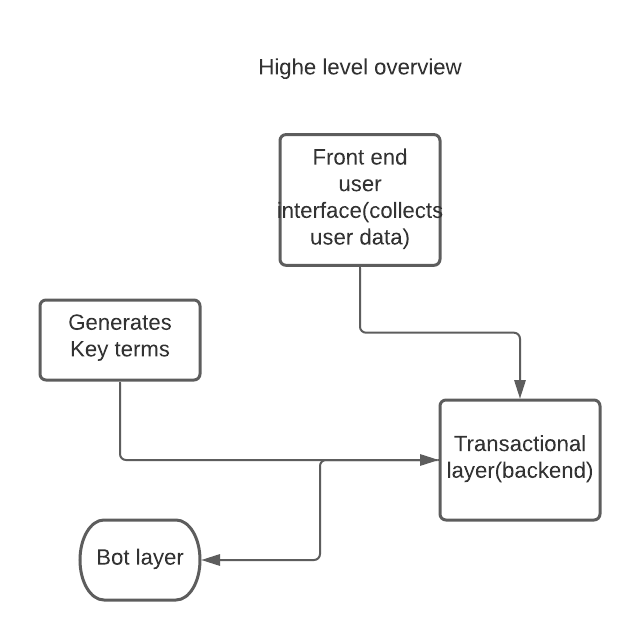 Highe level overview
Front end
user
interface(collects
user data)
Generates
Key terms
Transactional
layer(backend)
Bot layer